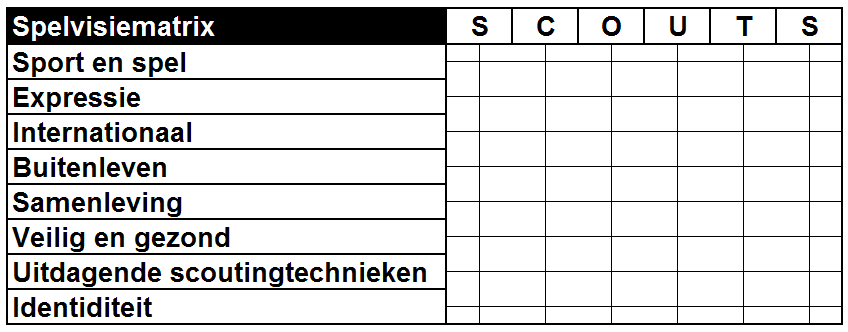 Spelvisiematrix S C O U T S
Sport en spel
Expressie
Internationaal
Buitenleven
Samenleving
Veilig en gezond
Uitdagende scoutingtechnieken
Identiditeit